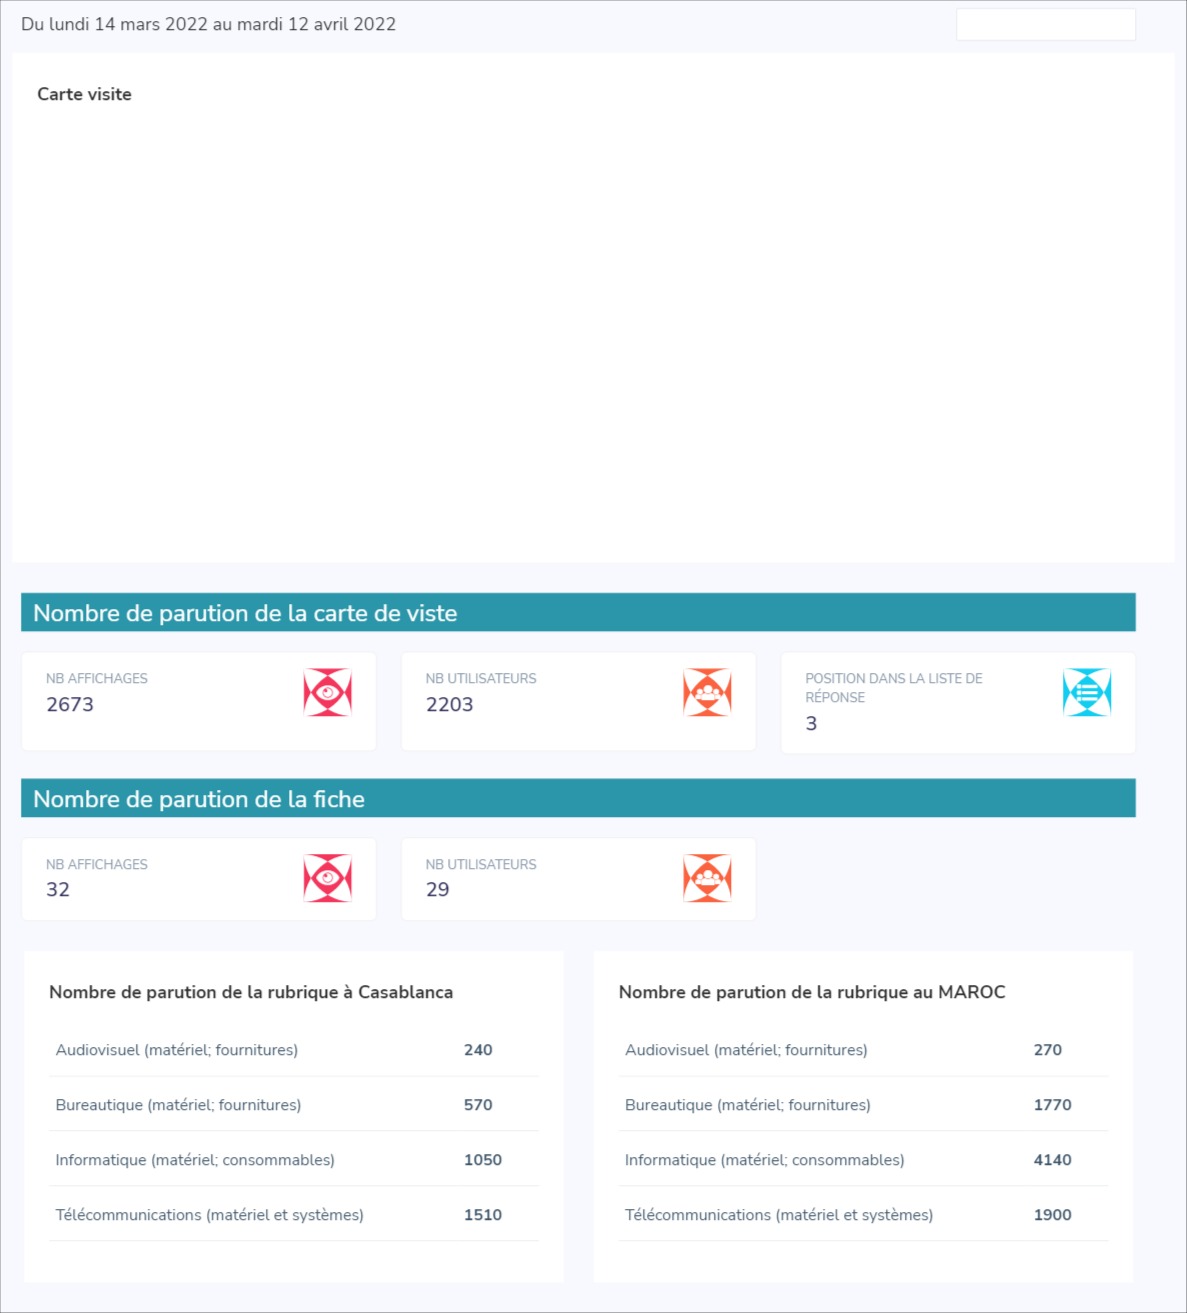 Du lundi 14 mars 2022 au mardi 12 avril 2022
Carte visite
Nombre de parution de la carte de viste
NB AFFICHAGES
2673
NB UTILISATEURS
2203
POSITION DANS LA LISTE DE
RÉPONSE
3
Nombre de parution de la fiche
NB AFFICHAGES
32
NB UTILISATEURS
29
Nombre de parution de la rubrique à Casablanca
Audiovisuel (matériel; fournitures) 240
Bureautique (matériel; fournitures) 570
Informatique (matériel; consommables) 1050
Télécommunications (matériel et systèmes) 1510
Nombre de parution de la rubrique au MAROC
Audiovisuel (matériel; fournitures) 270
Bureautique (matériel; fournitures) 1770
Informatique (matériel; consommables) 4140
Télécommunications (matériel et systèmes) 1900